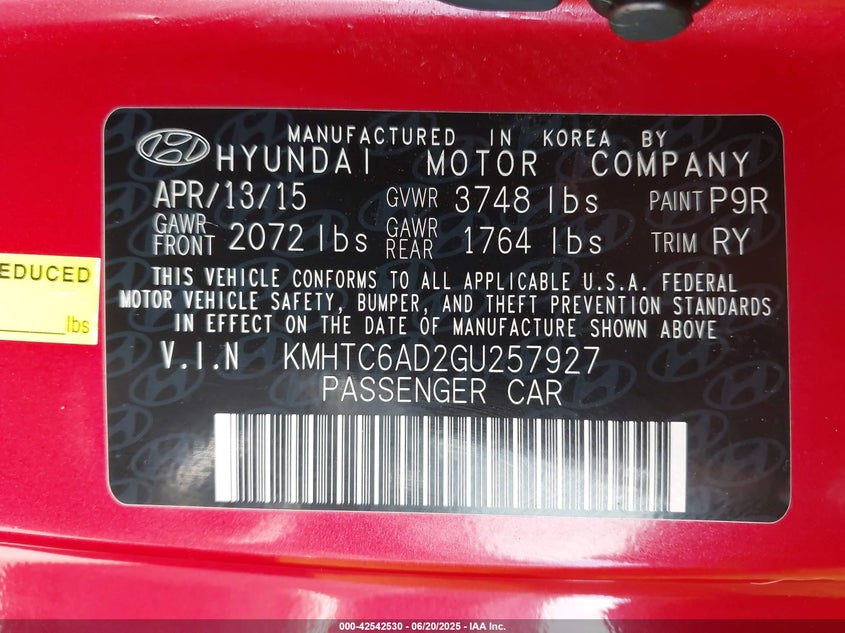 MANUFACTURED IN KOREA BY
HYUNDAI MOTOR COMPANY
APR/13/15 GVWR 3748 lbs PAINT P9R
GAWR FRONT 2072 lbs GAWR REAR 1764 lbs TRIM RY
THIS VEHICLE CONFORMS TO ALL APPLICABLE U.S.A. FEDERAL
MOTOR VEHICLE SAFETY, BUMPER, AND THEFT PREVENTION STANDARDS
IN EFFECT ON THE DATE OF MANUFACTURE SHOWN ABOVE
V.I.N KMHTC6AD2GU257927
PASSENGER CAR
EDUCED
lbs
000-42542530 - 06/20/2025 - IAA Inc.